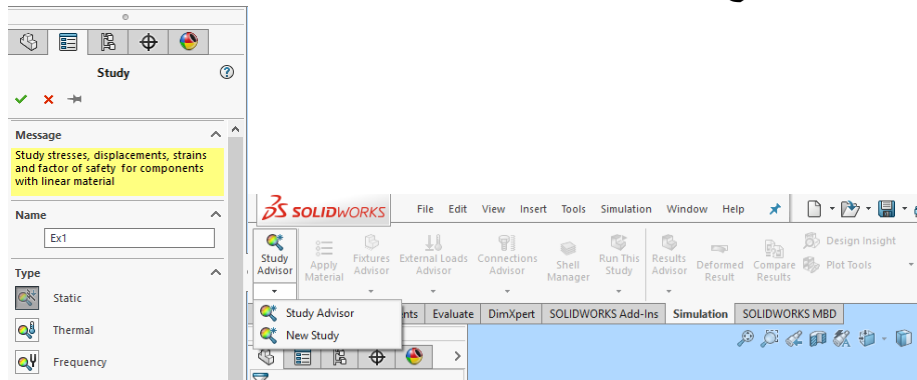 Study
Message
Study stresses, displacements, strains
and factor of safety for components
with linear material
Name
Ex1
Type
Static
Thermal
Frequency
SOLIDWORKS File Edit View Insert Tools Simulation Window Help
Study
Advisor
Apply
Material
Fixtures
Advisor
External Loads
Advisor
Connections
Advisor
Shell
Manager
Run This
Study
Results
Advisor
Deformed
Result
Compare
Results
Design Insight
Plot Tools
Study Advisor
New Study
Evaluate DimXpert SOLIDWORKS Add-Ins Simulation SOLIDWORKS MBD